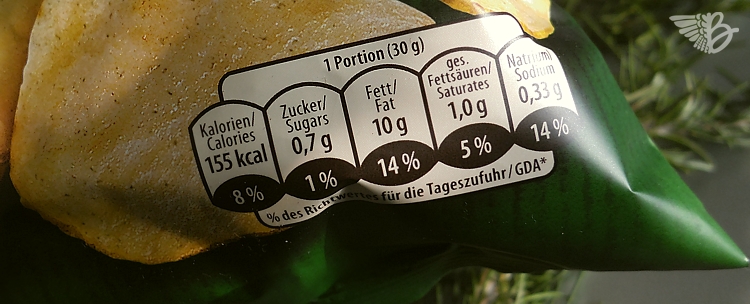 1 Portion (30 g)
Kalorien/
Calories
155 kcal
8 %
Zucker/
Sugars
0,7 g
1 %
Fett/
Fat
10 g
14 %
ges.
Fettsäuren/
Saturates
1,0 g
5 %
Natrium/
Sodium
0,33 g
14 %
% des Richtwertes für die Tageszufuhr/GDA*
B